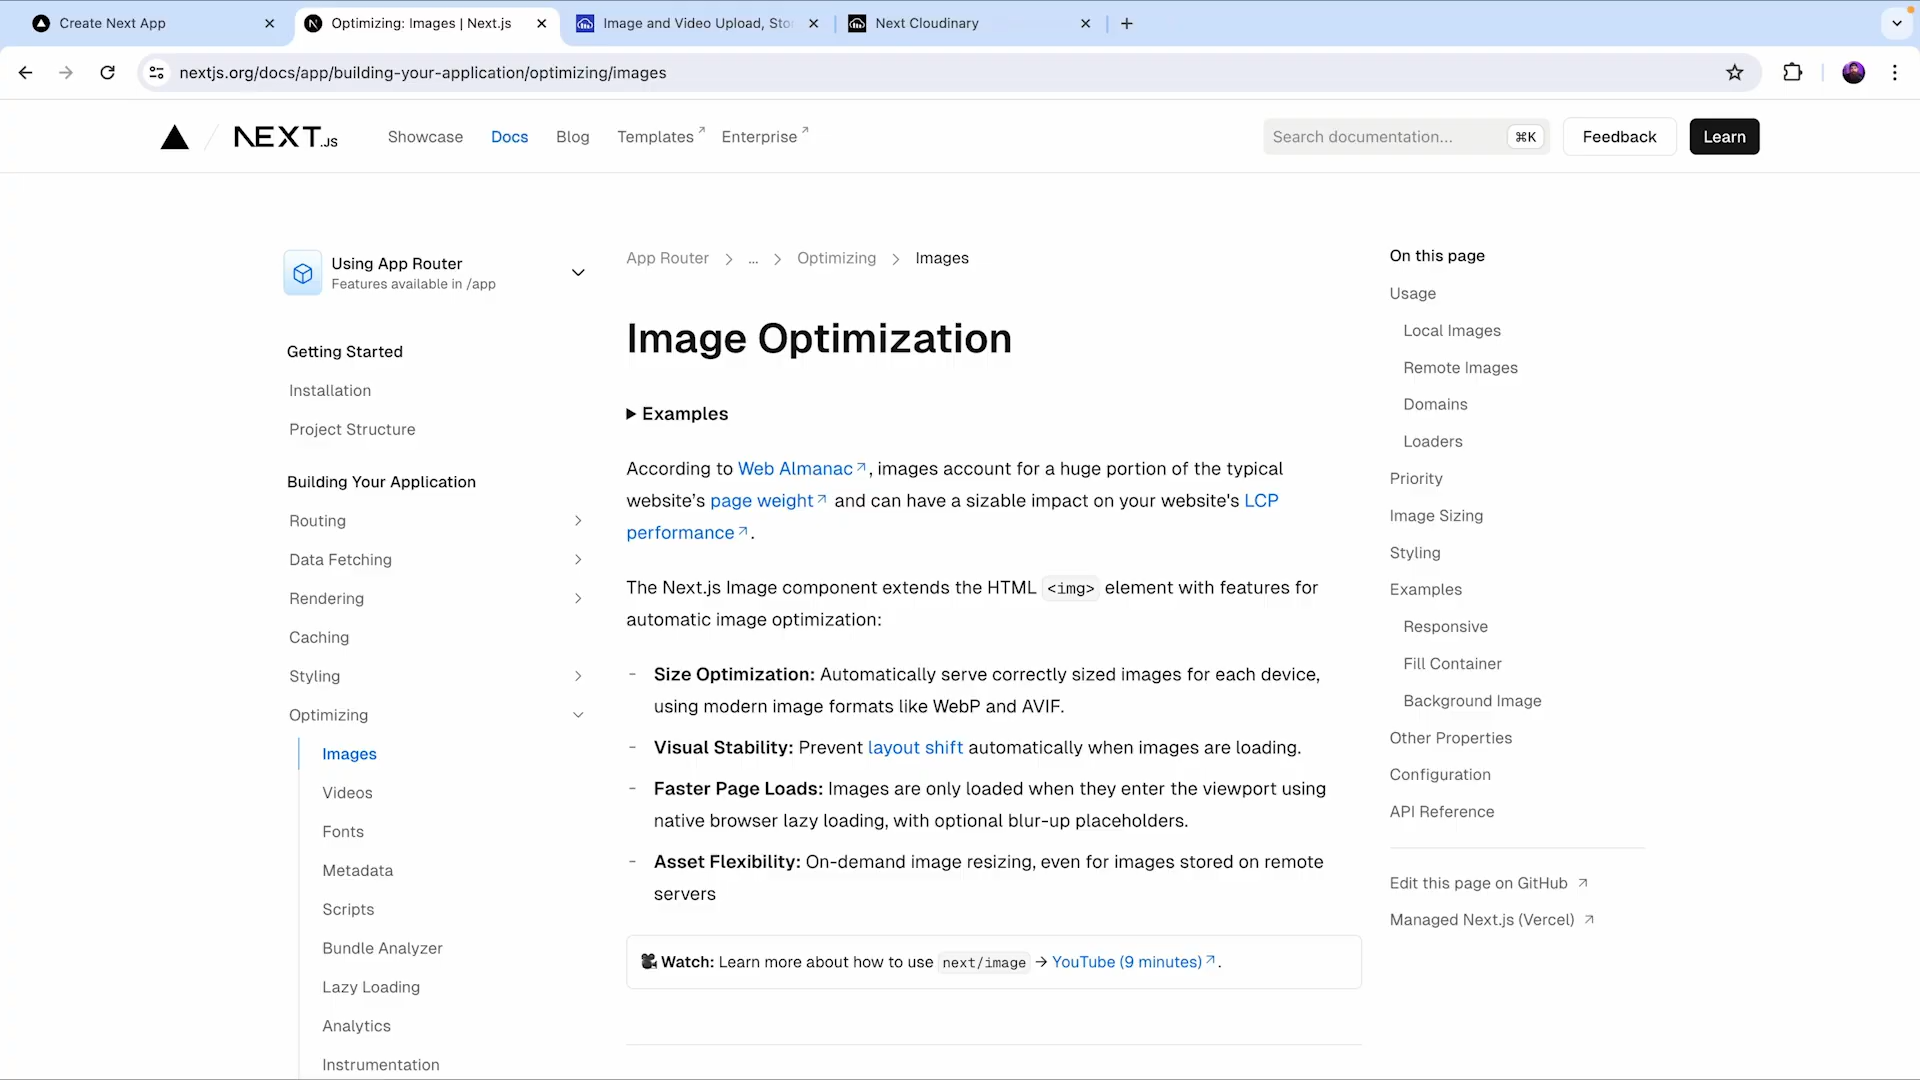 Create Next App
Optimizing: Images | Next.js
Image and Video Upload, Sto
Next Cloudinary
nextjs.org/docs/app/building-your-application/optimizing/images
NEXT.JS
Showcase
Docs
Blog
Templates
Enterprise
Search documentation...
⌘K
Feedback
Learn
Using App Router
Features available in /app
Getting Started
Installation
Project Structure
Building Your Application
Routing
Data Fetching
Rendering
Caching
Styling
Optimizing
Images
Videos
Fonts
Metadata
Scripts
Bundle Analyzer
Lazy Loading
Analytics
Instrumentation
App Router > ... > Optimizing > Images
Image Optimization
Examples
According to Web Almanac↗, images account for a huge portion of the typical
website’s page weight↗ and can have a sizable impact on your website's LCP
performance↗.
The Next.js Image component extends the HTML <img> element with features for
automatic image optimization:
- Size Optimization: Automatically serve correctly sized images for each device,
using modern image formats like WebP and AVIF.
- Visual Stability: Prevent layout shift automatically when images are loading.
- Faster Page Loads: Images are only loaded when they enter the viewport using
native browser lazy loading, with optional blur-up placeholders.
- Asset Flexibility: On-demand image resizing, even for images stored on remote
servers
🎥 Watch: Learn more about how to use next/image → YouTube (9 minutes)↗.
On this page
Usage
Local Images
Remote Images
Domains
Loaders
Priority
Image Sizing
Styling
Examples
Responsive
Fill Container
Background Image
Other Properties
Configuration
API Reference
Edit this page on GitHub ↗
Managed Next.js (Vercel) ↗